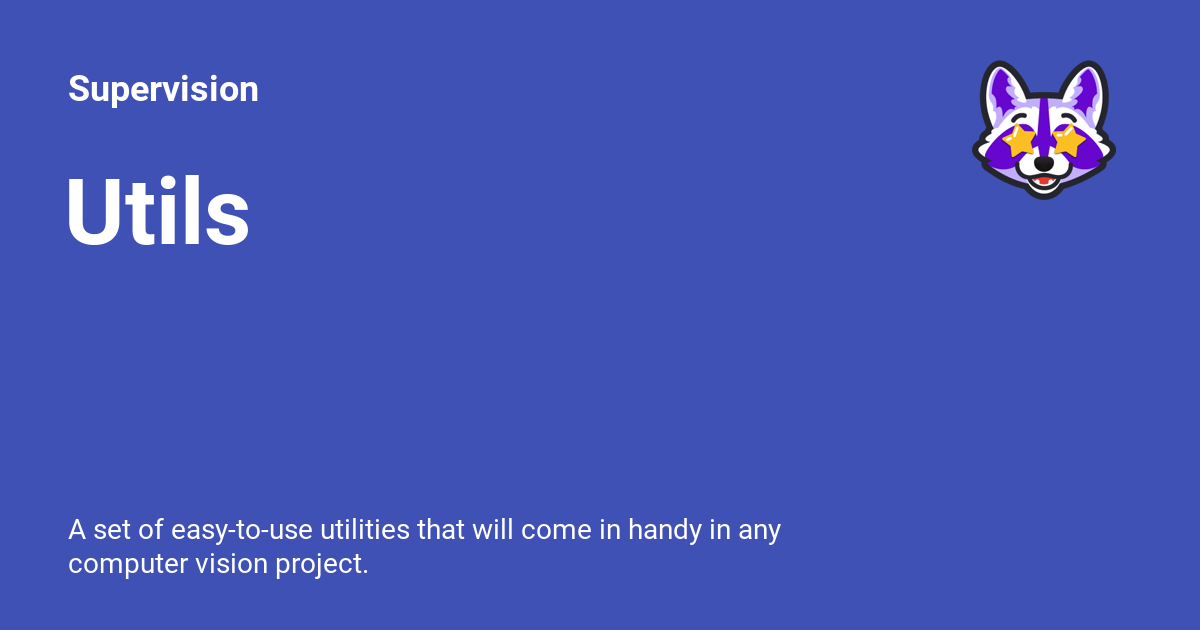 Supervision
Utils
A set of easy-to-use utilities that will come in handy in any
computer vision project.